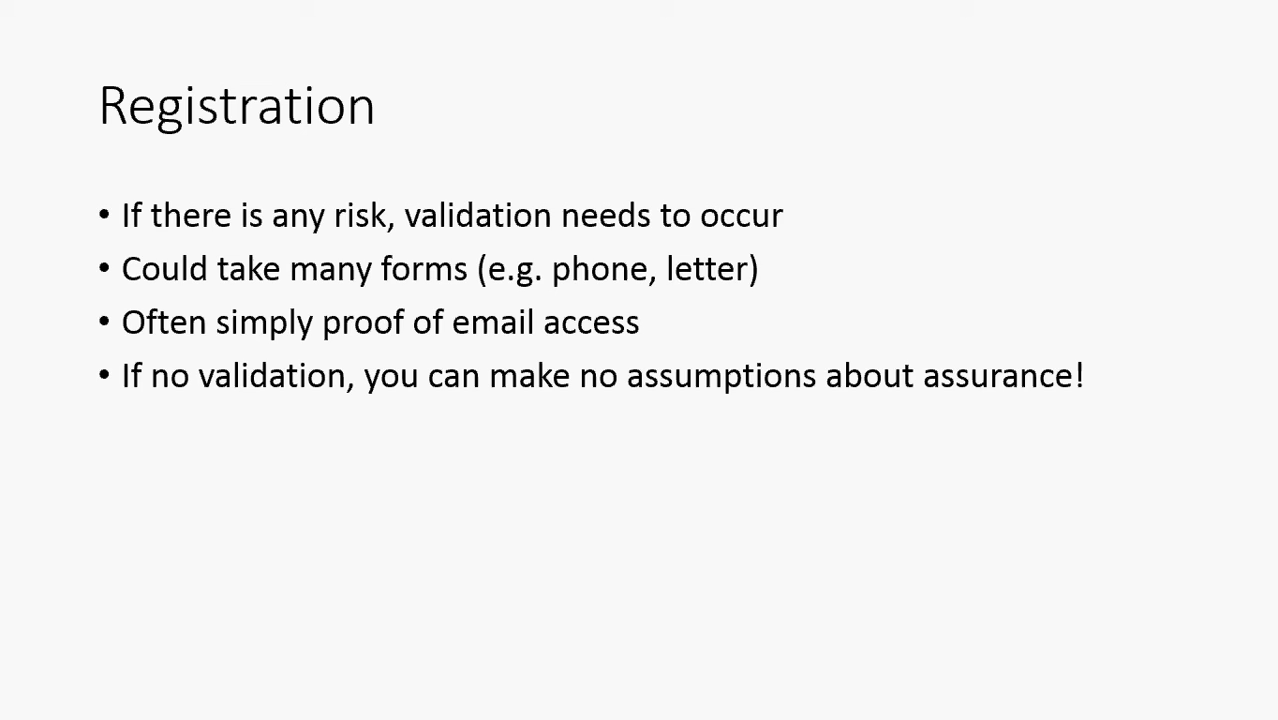 Registration
• If there is any risk, validation needs to occur
• Could take many forms (e.g. phone, letter)
• Often simply proof of email access
• If no validation, you can make no assumptions about assurance!